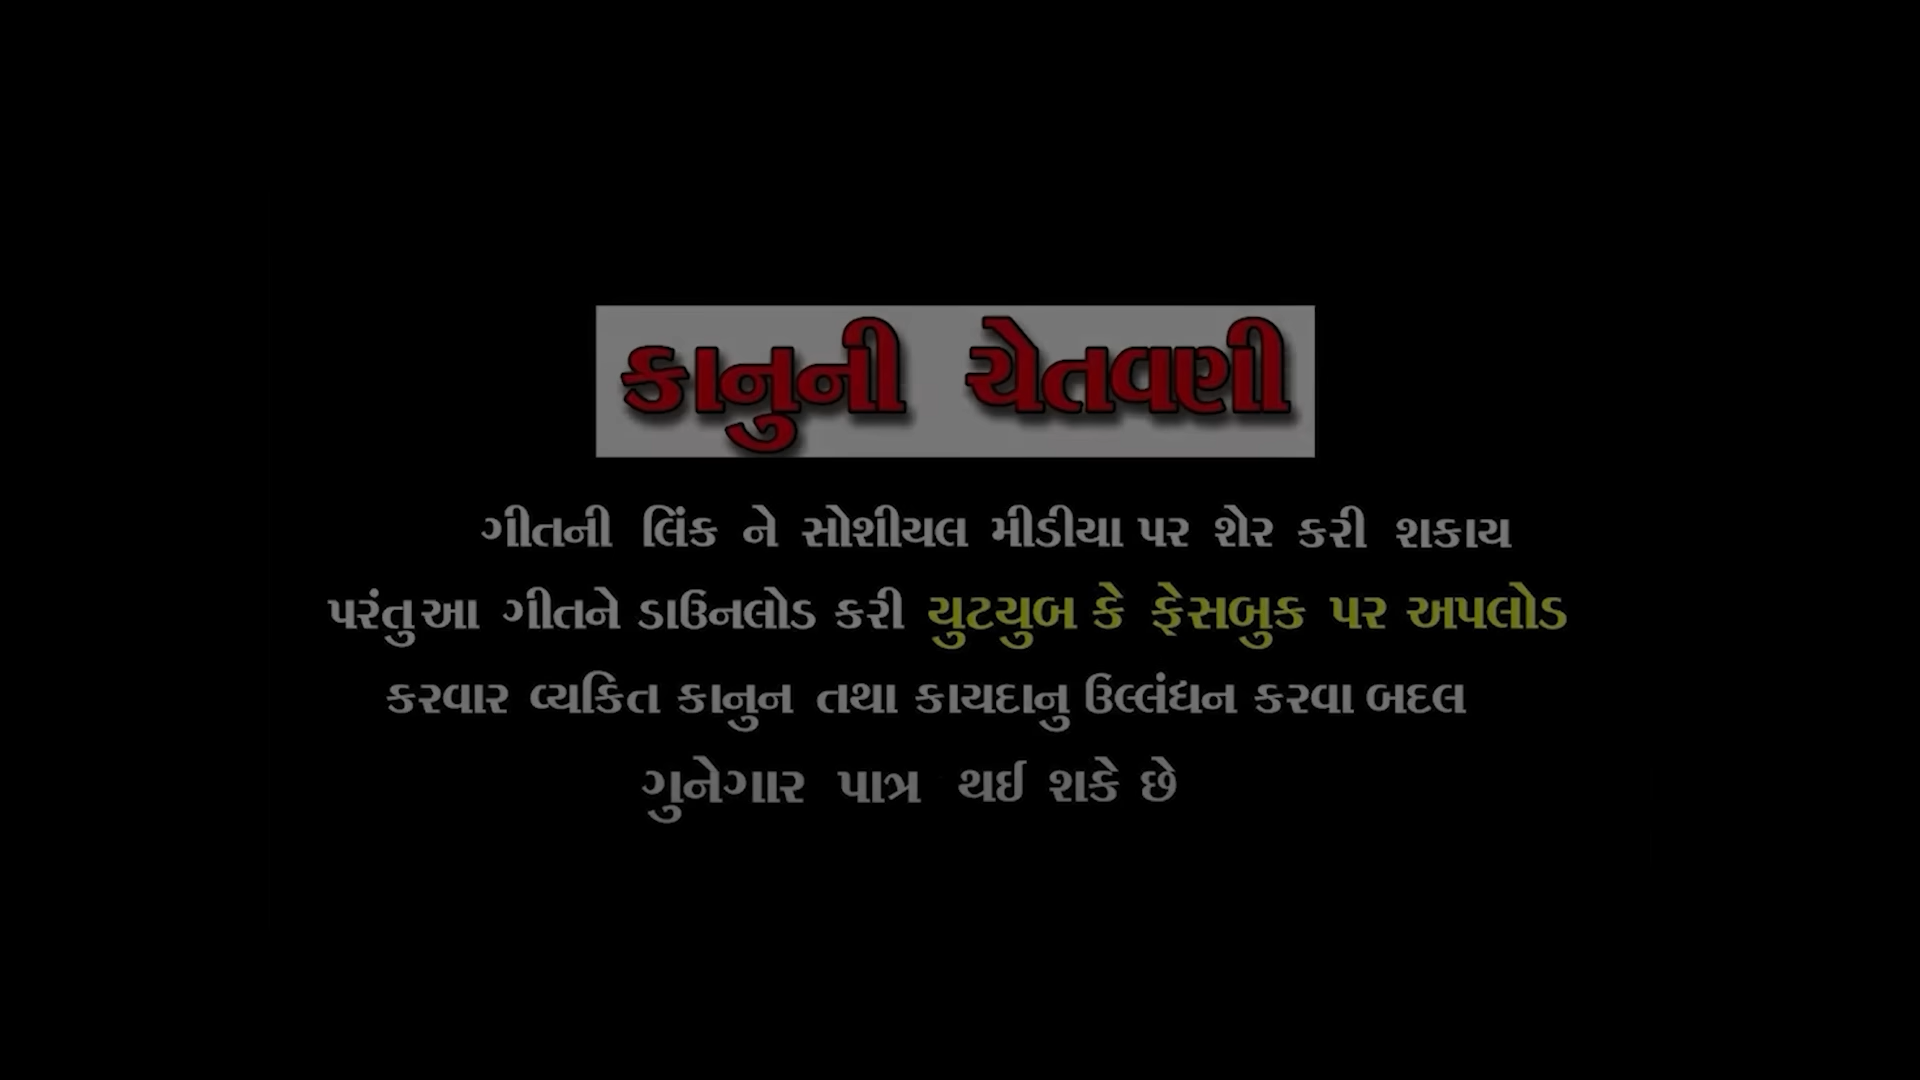 કાનુની ચેતવણી
ગીતની લિંક ને સોશીયલ મીડીયા પર શેર કરી શકાય
પરંતુ આ ગીતને ડાઉનલોડ કરી યુટયુબ કે ફેસબુક પર અપલોડ
કરવાર વ્યકિત કાનુન તથા કાયદાનુ ઉલ્લંઘન કરવા બદલ
ગુનેગાર પાત્ર થઈ શકે છે